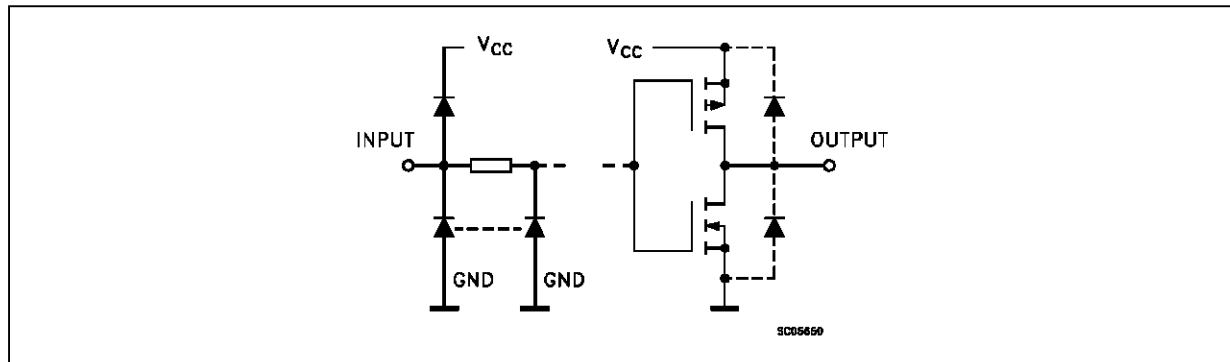 VCC
VCC
INPUT
OUTPUT
GND
GND
SC05650